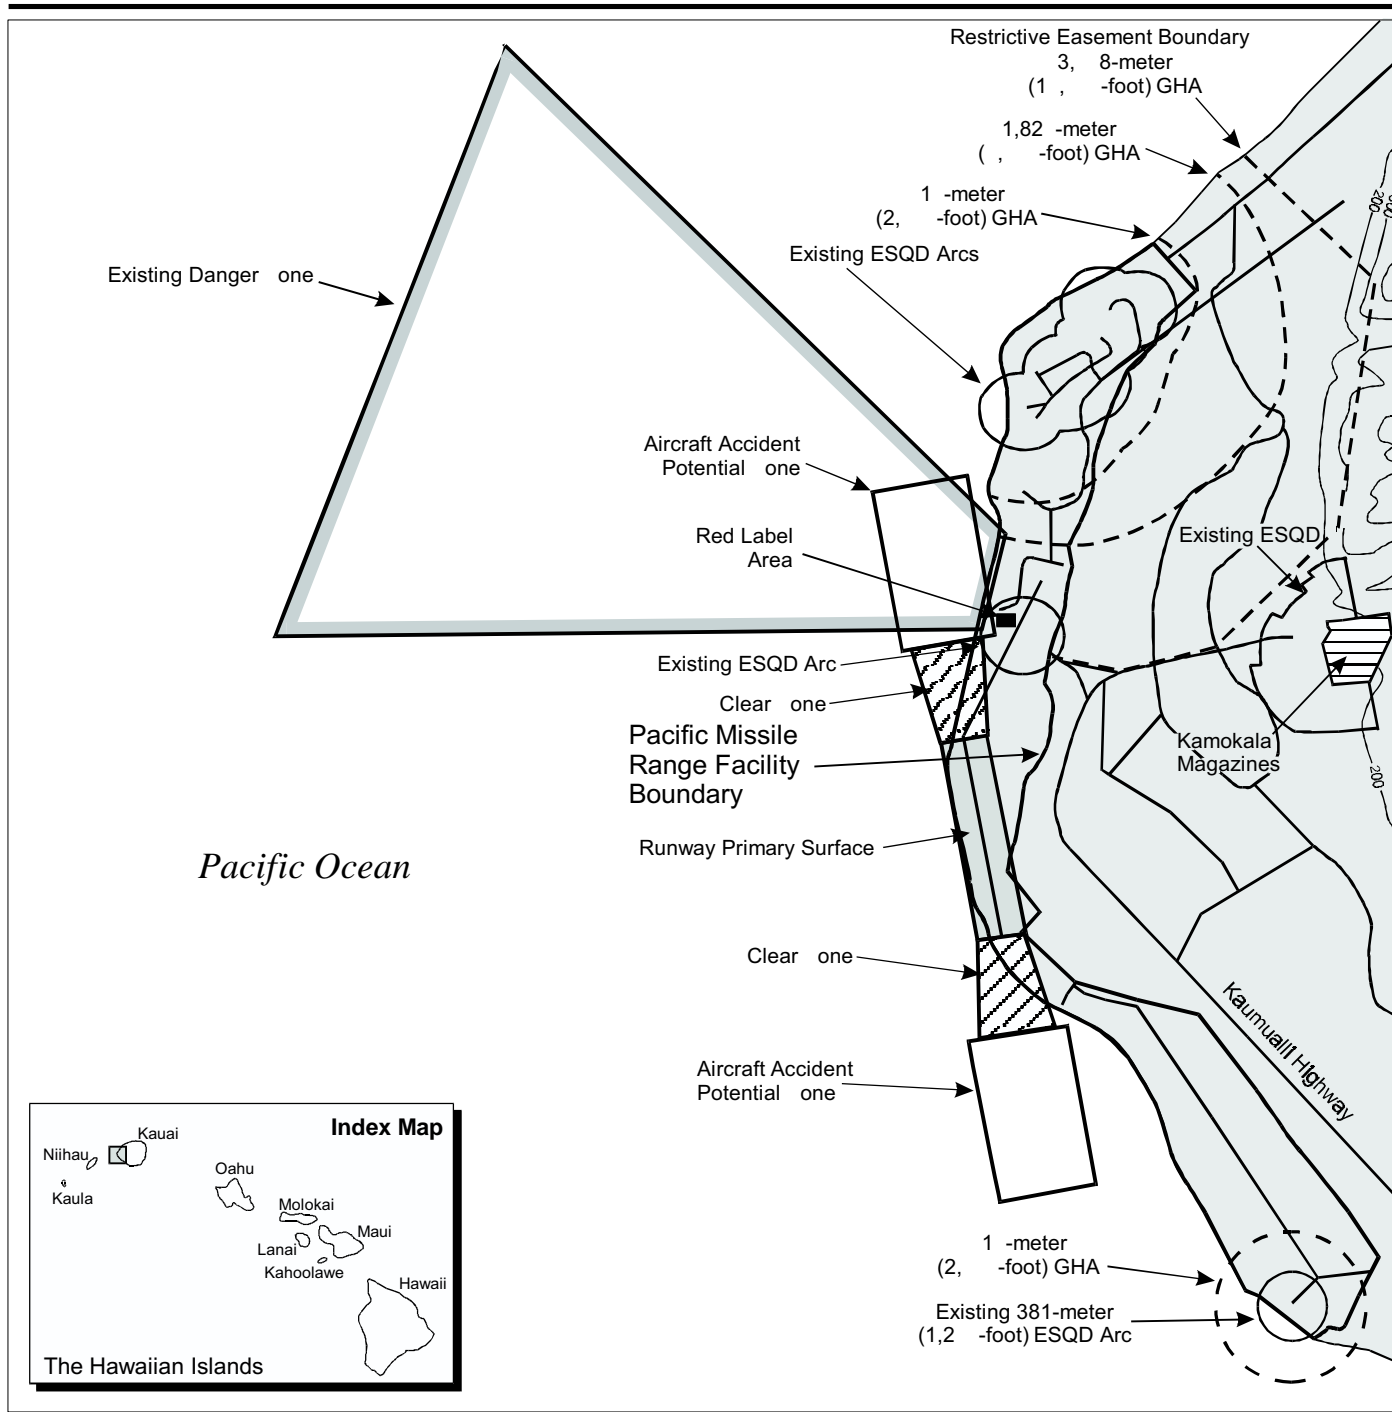 Restrictive Easement Boundary
3,  8-meter
(1 ,  -foot) GHA
1,82 -meter
( ,  -foot) GHA
1 -meter
(2,  -foot) GHA
Existing ESQD Arcs
Existing Danger  one
Aircraft Accident
Potential  one
Red Label
Area
Existing ESQD
Existing ESQD Arc
Clear  one
Pacific Missile
Range Facility
Boundary
Kamokala
Magazines
Runway Primary Surface
Pacific Ocean
Clear  one
Kaumualii Highway
Aircraft Accident
Potential  one
1 -meter
(2,  -foot) GHA
Existing 381-meter
(1,2  -foot) ESQD Arc
200
200
Index Map
Kauai
Niihau
Kaula
Oahu
Molokai
Maui
Lanai
Kahoolawe
Hawaii
The Hawaiian Islands